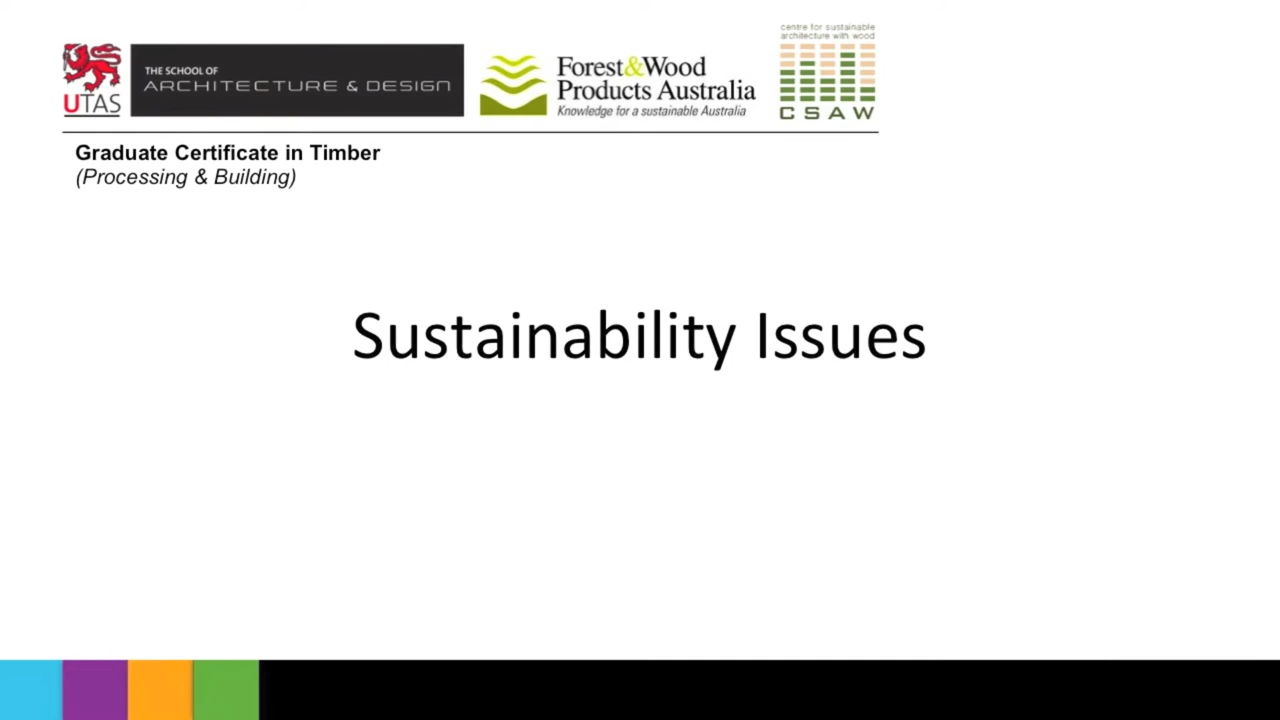 UTAS
THE SCHOOL OF
ARCHITECTURE & DESIGN
Forest&Wood
Products Australia
Knowledge for a sustainable Australia
centre for sustainable
architecture with wood
CSAW
Graduate Certificate in Timber
(Processing & Building)
Sustainability Issues